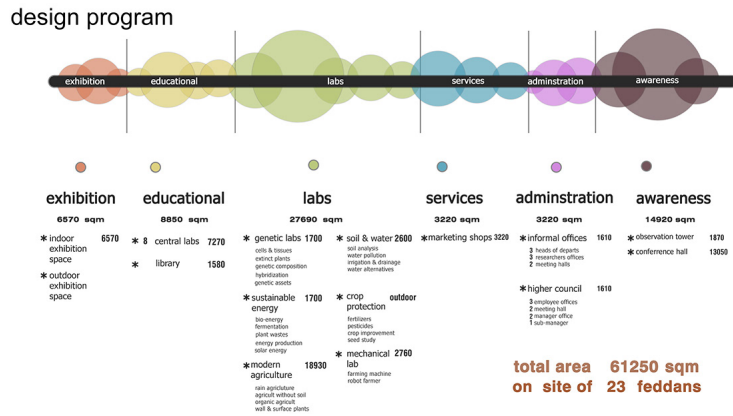 design program
exhibition
educational
labs
services
adminstration
awareness
exhibition
6570 sqm
* indoor 6570
exhibition
space
* outdoor
exhibition
space
educational
8850 sqm
* 8 central labs 7270
* library 1580
labs
27690 sqm
* genetic labs 1700
cells & tissues
extinct plants
genetic composition
hybridization
genetic assets
* sustainable 1700
energy
bio-energy
fermentation
plant wastes
energy production
solar energy
* modern 18930
agriculture
rain agricluture
agricult without soil
organic agricult
wall & surface plants
* soil & water 2600
soil analysis
water pollution
irrigation & drainage
water alternatives
* crop outdoor
protection
fertilizers
pesticides
crop improvement
seed study
* mechanical 2760
lab
farming machine
robot farmer
services
3220 sqm
* marketing shops 3220
adminstration
3220 sqm
* informal offices 1610
3 heads of departs
3 researchers offices
2 meeting halls
* higher council 1610
3 employee offices
2 meeting hall
2 manager office
1 sub-manager
awareness
14920 sqm
* observation tower 1870
* conferrence hall 13050
total area 61250 sqm
on site of 23 feddans